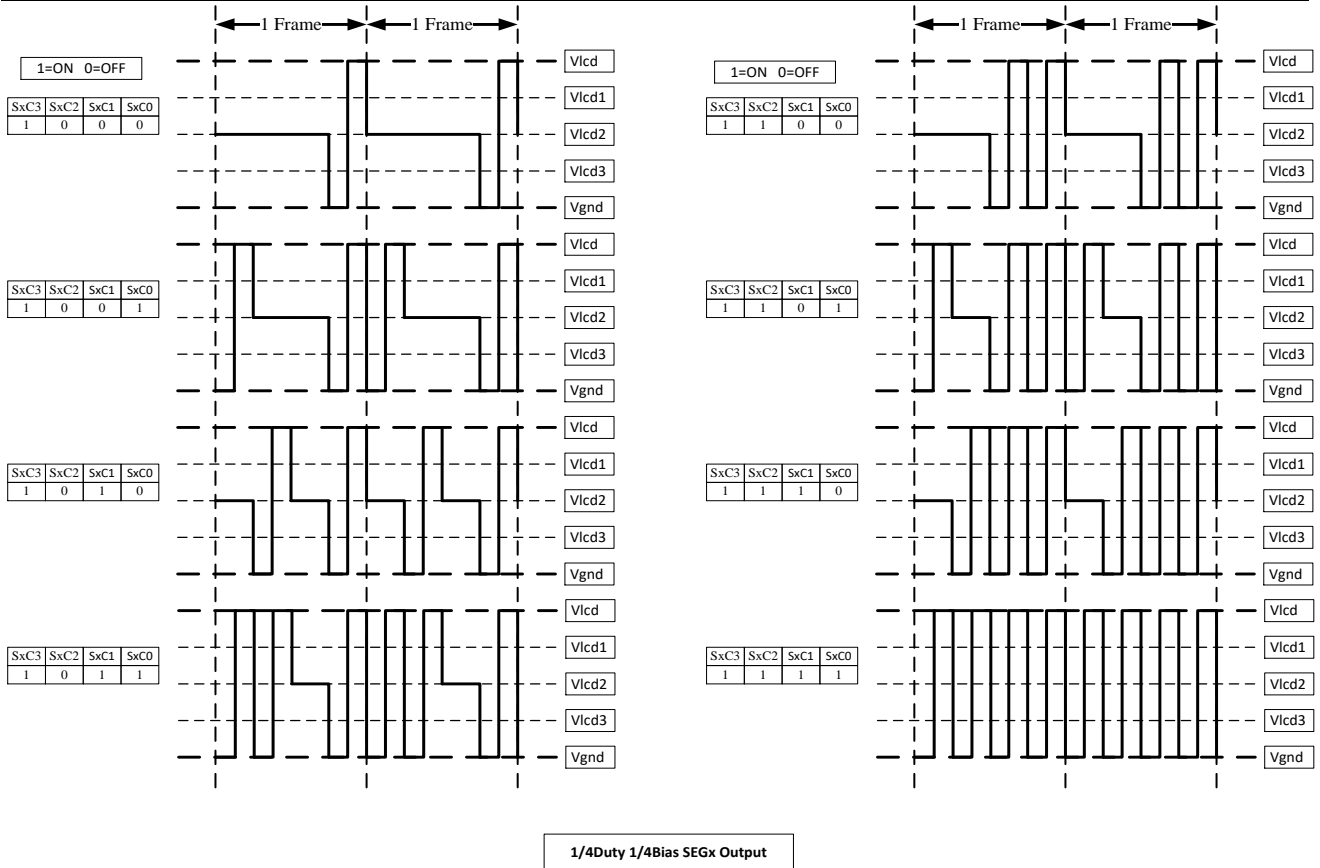 1 Frame 1 Frame
1=ON 0=OFF
SxC3 SxC2 SxC1 SxC0
1 0 0 0
Vlcd
Vlcd1
Vlcd2
Vlcd3
Vgnd
SxC3 SxC2 SxC1 SxC0
1 0 0 1
Vlcd
Vlcd1
Vlcd2
Vlcd3
Vgnd
SxC3 SxC2 SxC1 SxC0
1 0 1 0
Vlcd
Vlcd1
Vlcd2
Vlcd3
Vgnd
SxC3 SxC2 SxC1 SxC0
1 0 1 1
Vlcd
Vlcd1
Vlcd2
Vlcd3
Vgnd
1 Frame 1 Frame
1=ON 0=OFF
SxC3 SxC2 SxC1 SxC0
1 1 0 0
Vlcd
Vlcd1
Vlcd2
Vlcd3
Vgnd
SxC3 SxC2 SxC1 SxC0
1 1 0 1
Vlcd
Vlcd1
Vlcd2
Vlcd3
Vgnd
SxC3 SxC2 SxC1 SxC0
1 1 1 0
Vlcd
Vlcd1
Vlcd2
Vlcd3
Vgnd
SxC3 SxC2 SxC1 SxC0
1 1 1 1
Vlcd
Vlcd1
Vlcd2
Vlcd3
Vgnd
1/4Duty 1/4Bias SEGx Output